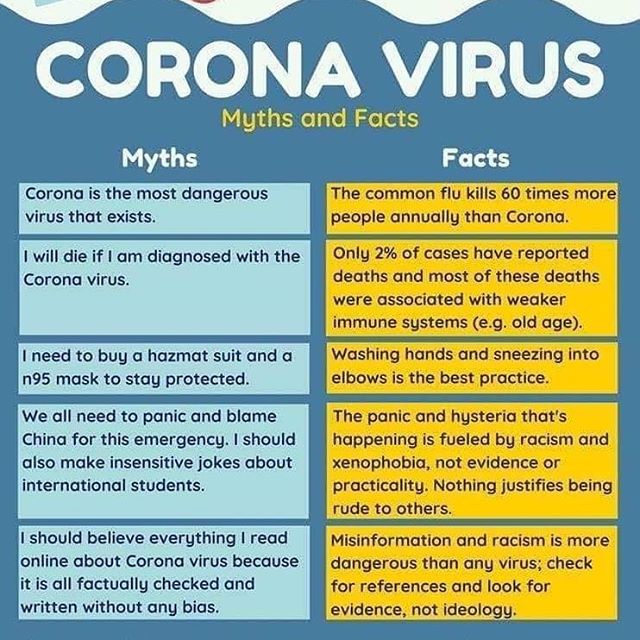 CORONA VIRUS
Myths and Facts
Myths
Facts
Corona is the most dangerous
virus that exists.
The common flu kills 60 times more
people annually than Corona.
I will die if I am diagnosed with the
Corona virus.
Only 2% of cases have reported
deaths and most of these deaths
were associated with weaker
immune systems (e.g. old age).
I need to buy a hazmat suit and a
n95 mask to stay protected.
Washing hands and sneezing into
elbows is the best practice.
We all need to panic and blame
China for this emergency. I should
also make insensitive jokes about
international students.
The panic and hysteria that's
happening is fueled by racism and
xenophobia, not evidence or
practicality. Nothing justifies being
rude to others.
I should believe everything I read
online about Corona virus because
it is all factually checked and
written without any bias.
Misinformation and racism is more
dangerous than any virus; check
for references and look for
evidence, not ideology.